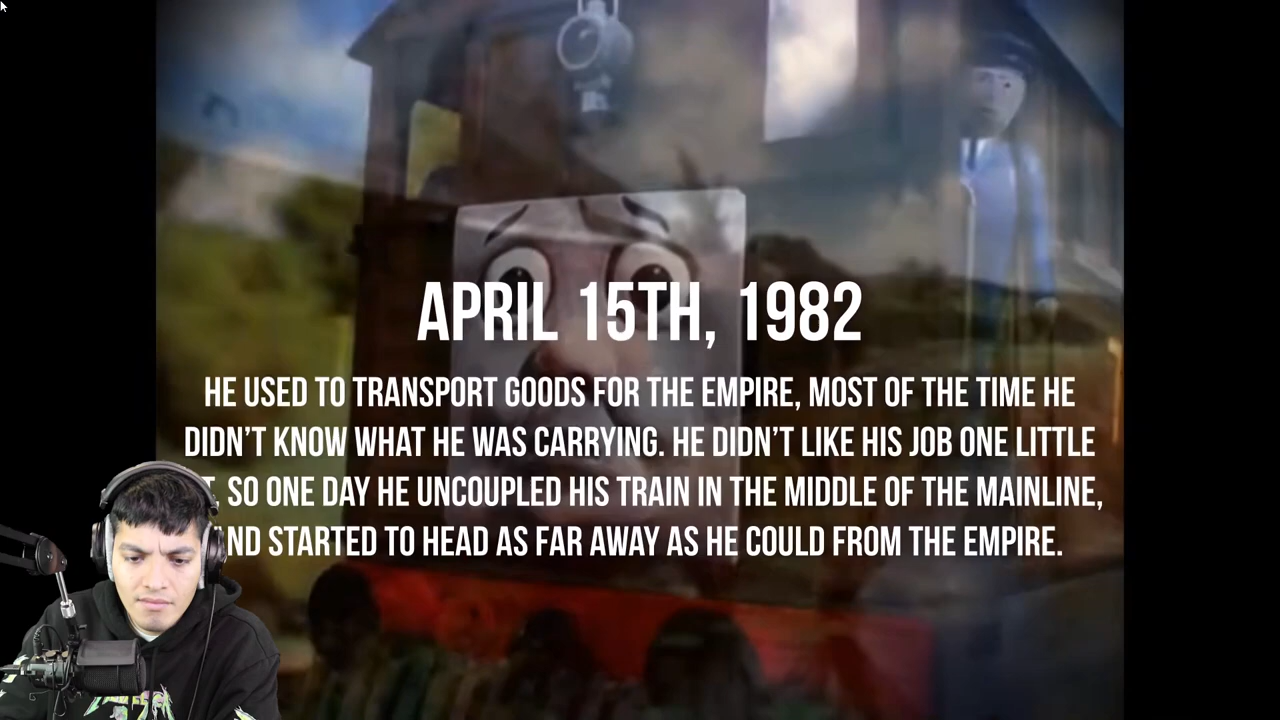 APRIL 15TH, 1982
HE USED TO TRANSPORT GOODS FOR THE EMPIRE, MOST OF THE TIME HE
DIDN'T KNOW WHAT HE WAS CARRYING. HE DIDN'T LIKE HIS JOB ONE LITTLE
SO ONE DAY HE UNCOUPLED HIS TRAIN IN THE MIDDLE OF THE MAINLINE,
AND STARTED TO HEAD AS FAR AWAY AS HE COULD FROM THE EMPIRE.